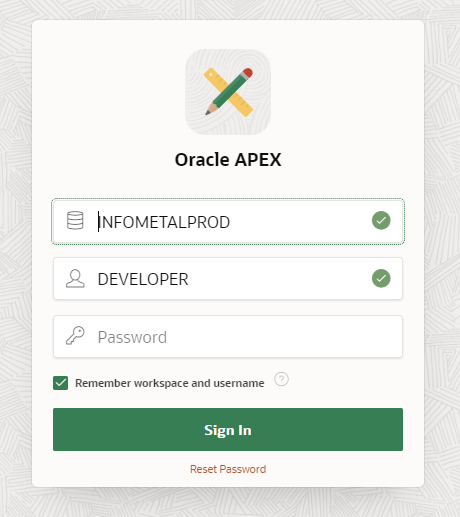 Oracle APEX
INFOMETALPROD
DEVELOPER
Password
Remember workspace and username ?
Sign In
Reset Password